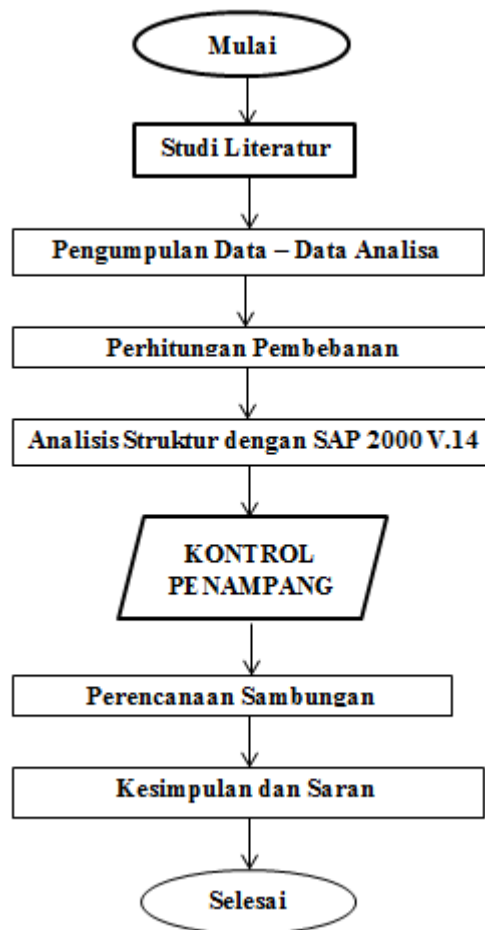 Mulai
Studi Literatur
Pengumpulan Data – Data Analisa
Perhitungan Pembebanan
Analisis Struktur dengan SAP 2000 V.14
KONTROL
PENAMPANG
Perencanaan Sambungan
Kesimpulan dan Saran
Selesai